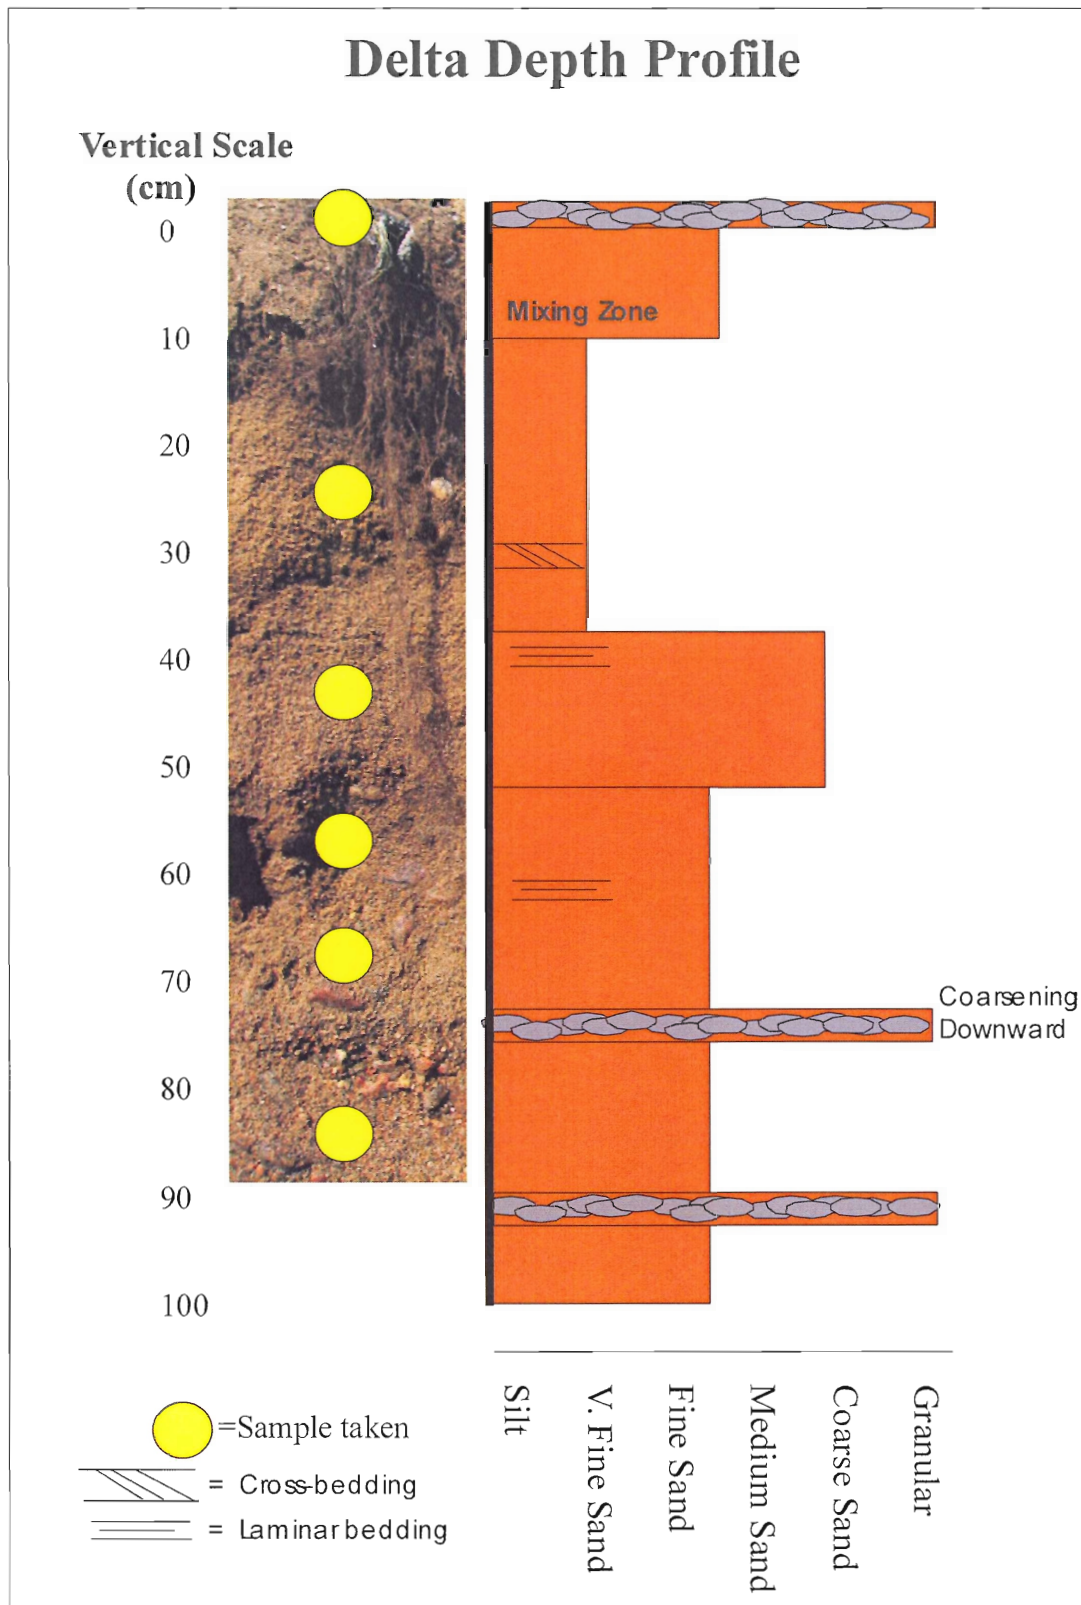 Delta Depth Profile
Vertical Scale
(cm)
0
10
20
30
40
50
60
70
80
90
100
Mixing Zone
Coarsening
Downward
Silt
V. Fine Sand
Fine Sand
Medium Sand
Coarse Sand
Granular
=Sample taken
= Cross-bedding
= Laminar bedding